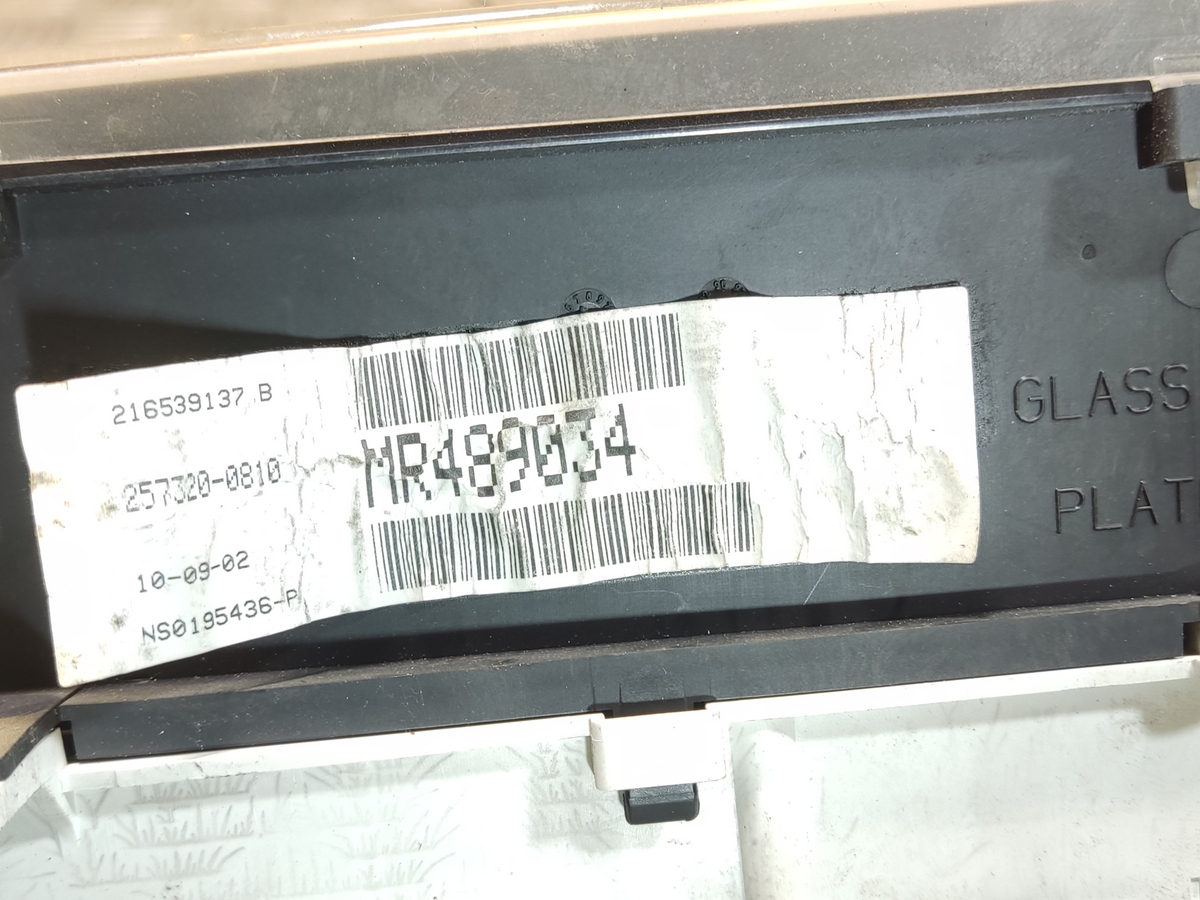 216539137 B
257320-0810
10-09-02
NS0195436-P
MR489034
GLASS
PLAT